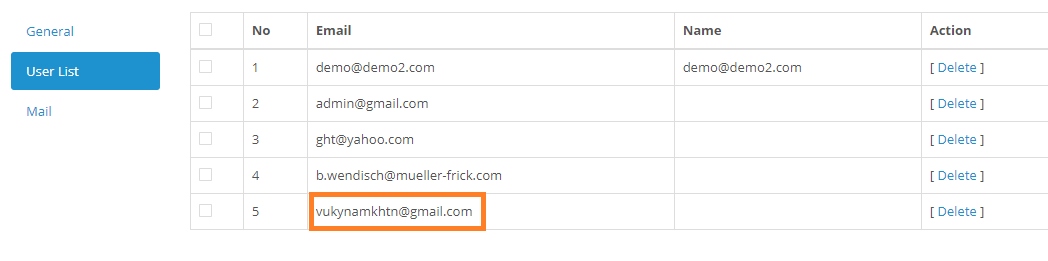 General
User List
Mail
No Email Name Action
1 demo@demo2.com demo@demo2.com [ Delete ]
2 admin@gmail.com [ Delete ]
3 ght@yahoo.com [ Delete ]
4 b.wendisch@mueller-frick.com [ Delete ]
5 vukynamkhtn@gmail.com [ Delete ]